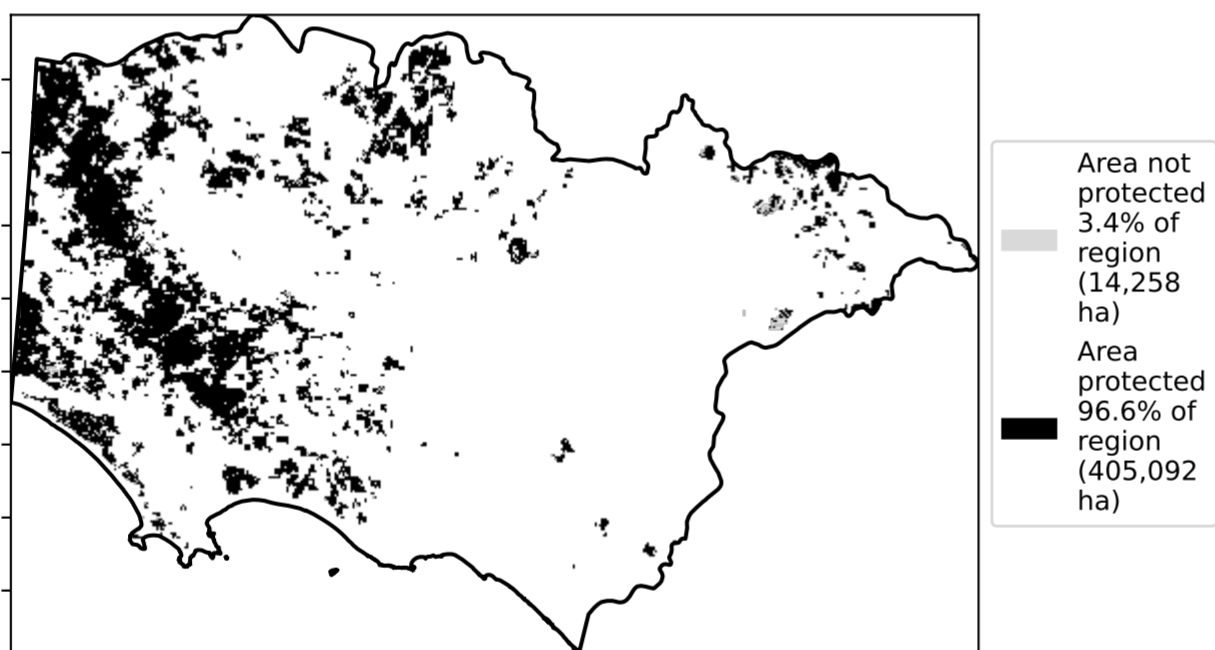 Area not
protected
3.4% of
region
(14,258
ha)
Area
protected
96.6% of
region
(405,092
ha)